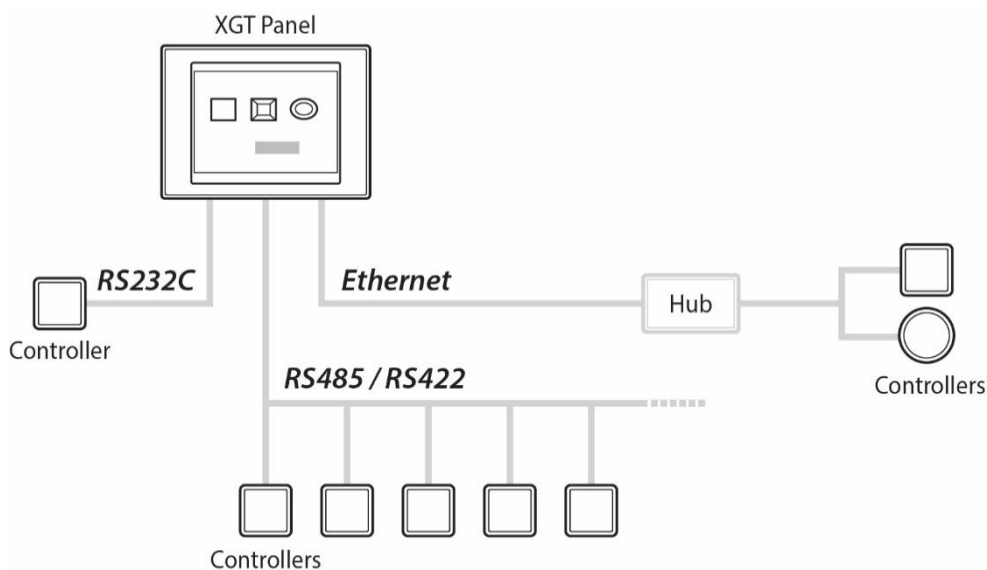 XGT Panel
RS232C
Ethernet
Hub
Controller
Controllers
RS485 / RS422
Controllers